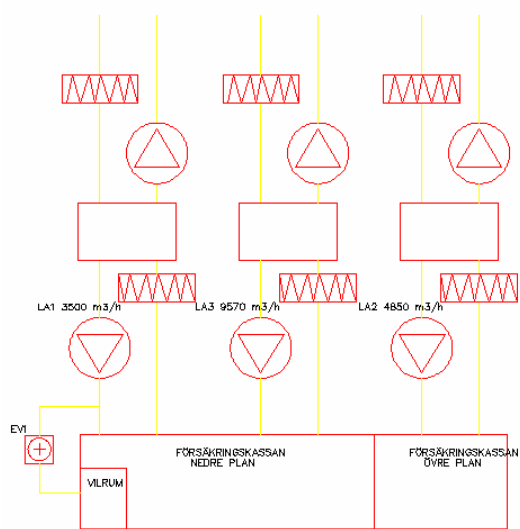 LA1 3500 m3/h
LA3 9570 m3/h
LA2 4850 m3/h
EV1
FÖRSÄKRINGSKASSAN
NEDRE PLAN
FÖRSÄKRINGSKASSAN
ÖVRE PLAN
VILRUM